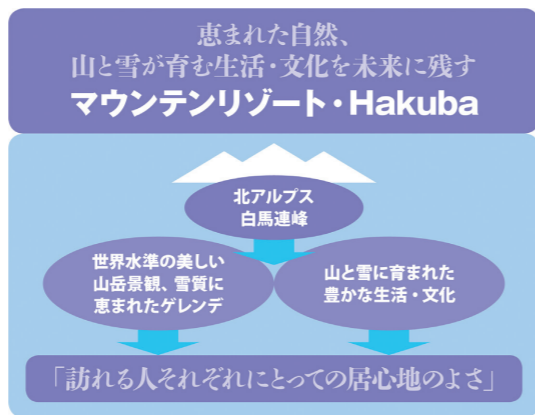 恵まれた自然、
山と雪が育む生活・文化を未来に残す
マウンテンリゾート・Hakuba
北アルプス
白馬連峰
世界水準の美しい
山岳景観、雪質に
恵まれたゲレンデ
山と雪に育まれた
豊かな生活・文化
「訪れる人それぞれにとっての居心地のよさ」